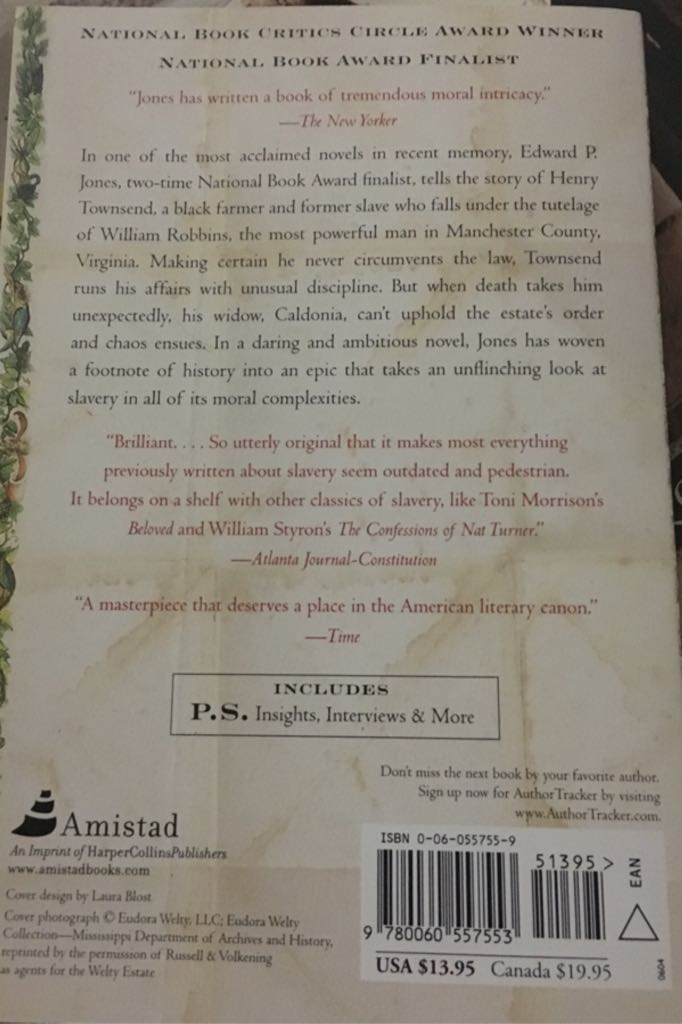 NATIONAL BOOK CRITICS CIRCLE AWARD WINNER
NATIONAL BOOK AWARD FINALIST
"Jones has written a book of tremendous moral intricacy."
—The New Yorker
In one of the most acclaimed novels in recent memory, Edward P.
Jones, two-time National Book Award finalist, tells the story of Henry
Townsend, a black farmer and former slave who falls under the tutelage
of William Robbins, the most powerful man in Manchester County,
Virginia. Making certain he never circumvents the law, Townsend
runs his affairs with unusual discipline. But when death takes him
unexpectedly, his widow, Caldonia, can't uphold the estate's order
and chaos ensues. In a daring and ambitious novel, Jones has woven
a footnote of history into an epic that takes an unflinching look at
slavery in all of its moral complexities.
"Brilliant. . . . So utterly original that it makes most everything
previously written about slavery seem outdated and pedestrian.
It belongs on a shelf with other classics of slavery, like Toni Morrison's
Beloved and William Styron's The Confessions of Nat Turner."
—Atlanta Journal-Constitution
"A masterpiece that deserves a place in the American literary canon."
—Time
INCLUDES
P.S. Insights, Interviews & More
Don't miss the next book by your favorite author.
Sign up now for AuthorTracker by visiting
www.AuthorTracker.com.
Amistad
An Imprint of HarperCollinsPublishers
www.amistadbooks.com
Cover design by Laura Blost
Cover photograph © Eudora Welty, LLC; Eudora Welty
Collection—Mississippi Department of Archives and History,
reprinted by the permission of Russell & Volkening
as agents for the Welty Estate
ISBN 0-06-055755-9
51395 >
EAN
9 780060 557553
USA $13.95 Canada $19.95
0604